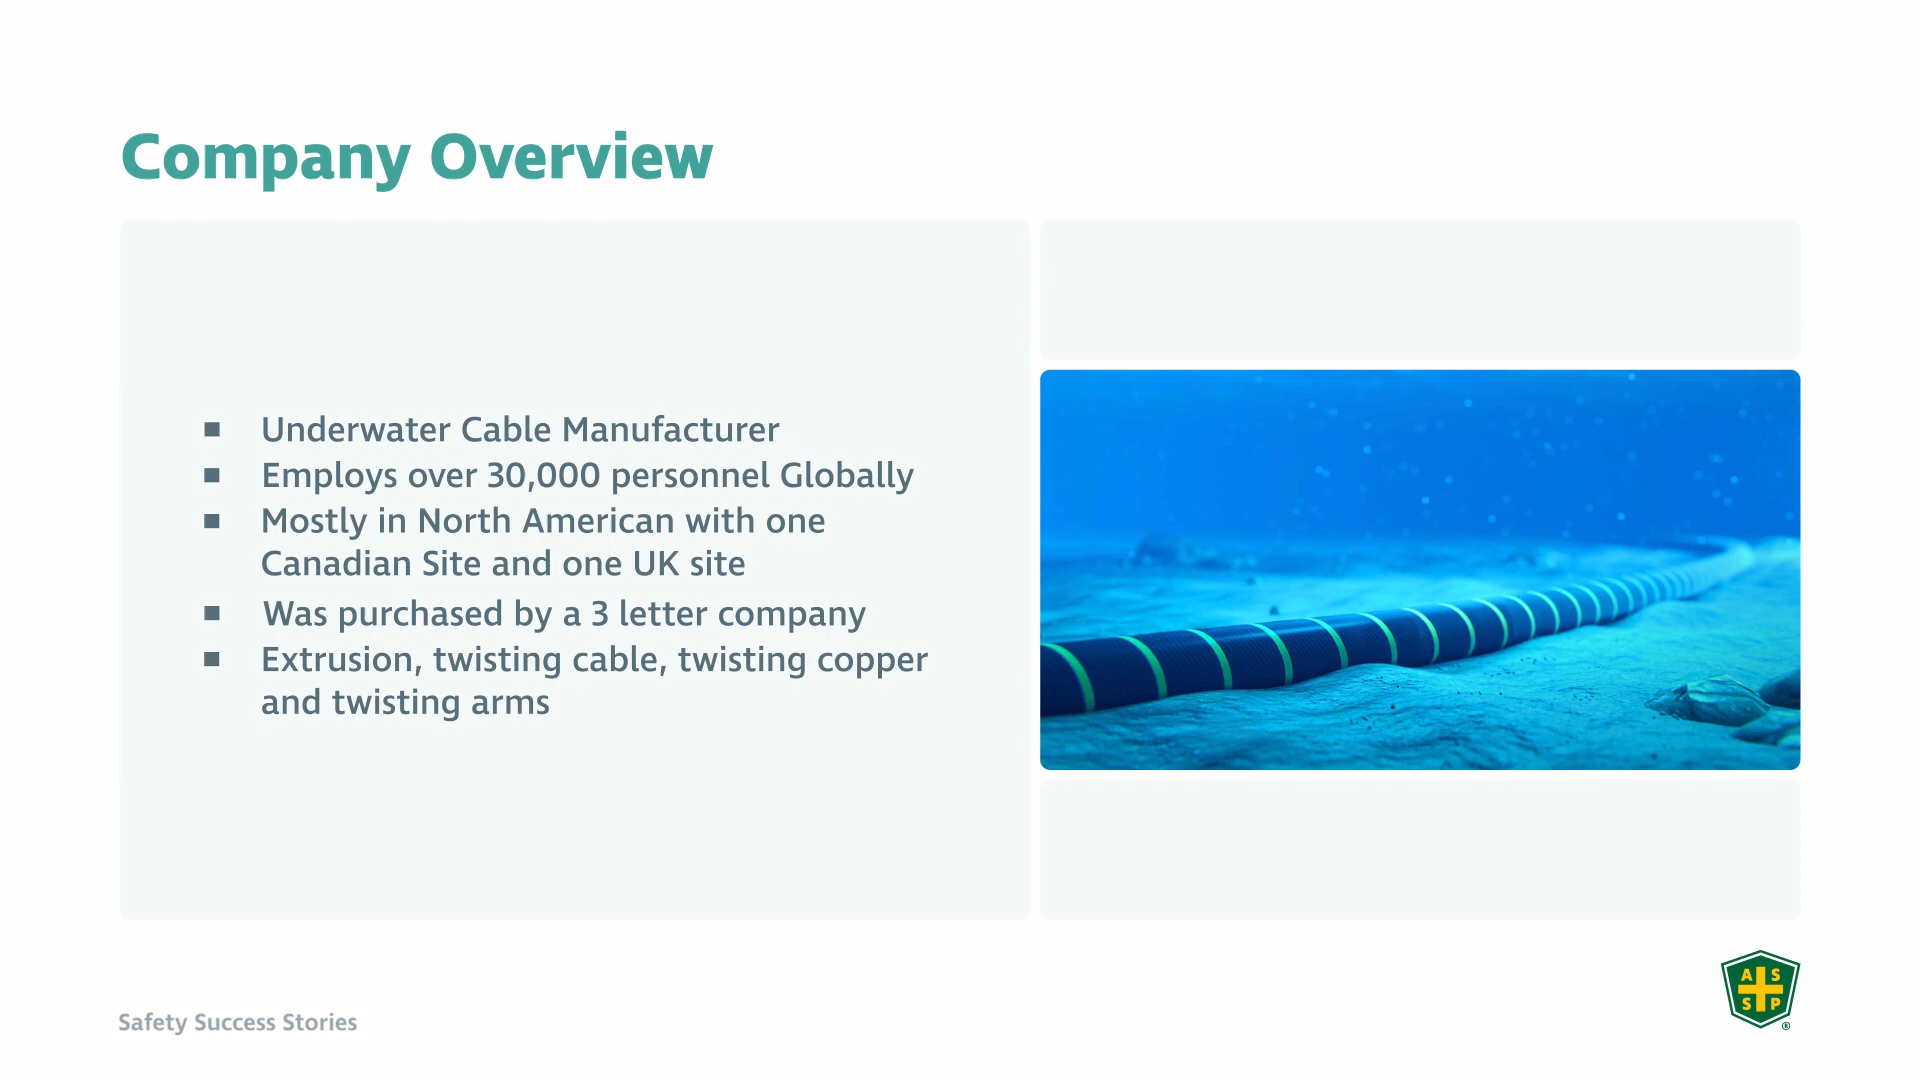 Company Overview
■ Underwater Cable Manufacturer
■ Employs over 30,000 personnel Globally
■ Mostly in North American with one
Canadian Site and one UK site
■ Was purchased by a 3 letter company
■ Extrusion, twisting cable, twisting copper
and twisting arms
Safety Success Stories
A S
S P
®